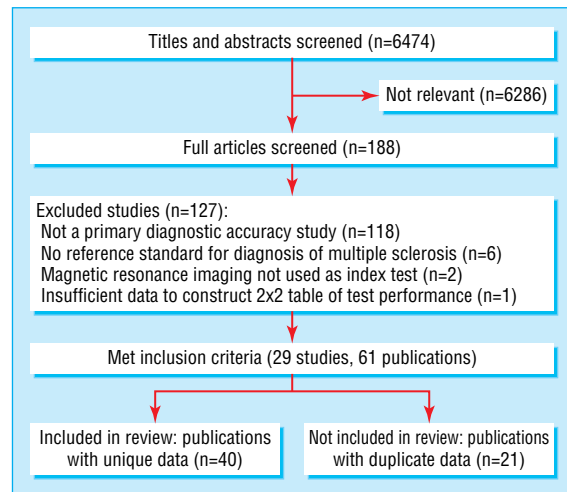 Titles and abstracts screened (n=6474)
Not relevant (n=6286)
Full articles screened (n=188)
Excluded studies (n=127):
Not a primary diagnostic accuracy study (n=118)
No reference standard for diagnosis of multiple sclerosis (n=6)
Magnetic resonance imaging not used as index test (n=2)
Insufficient data to construct 2x2 table of test performance (n=1)
Met inclusion criteria (29 studies, 61 publications)
Included in review: publications
with unique data (n=40)
Not included in review: publications
with duplicate data (n=21)